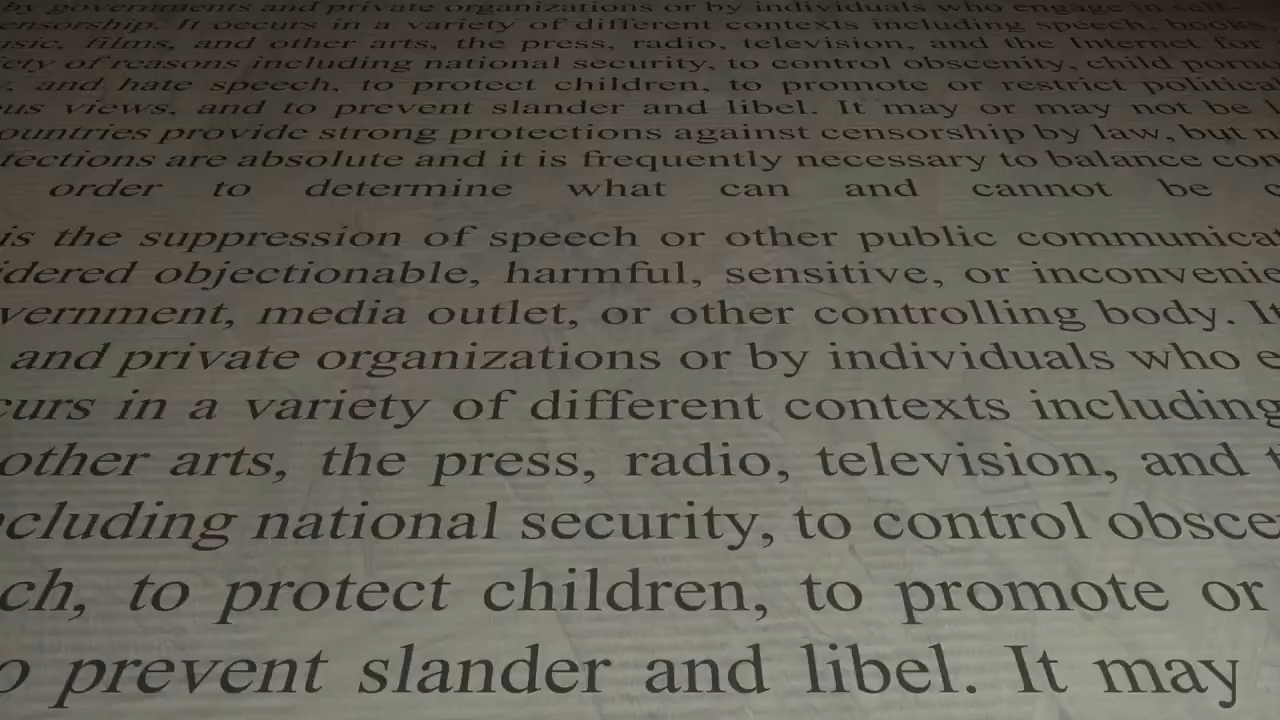 by governments and private organizations or by individuals who engage in self-
ensorship. It occurs in a variety of different contexts including speech, books,
usic, films, and other arts, the press, radio, television, and the Internet for
iety of reasons including national security, to control obscenity, child porno
, and hate speech, to protect children, to promote or restrict political
ous views, and to prevent slander and libel. It may or may not be l
ountries provide strong protections against censorship by law, but n
tections are absolute and it is frequently necessary to balance con
order to determine what can and cannot be c
is the suppression of speech or other public communicat
idered objectionable, harmful, sensitive, or inconvenie
vernment, media outlet, or other controlling body. It
and private organizations or by individuals who e
curs in a variety of different contexts including
other arts, the press, radio, television, and t
ncluding national security, to control obsce
ch, to protect children, to promote or
o prevent slander and libel. It may